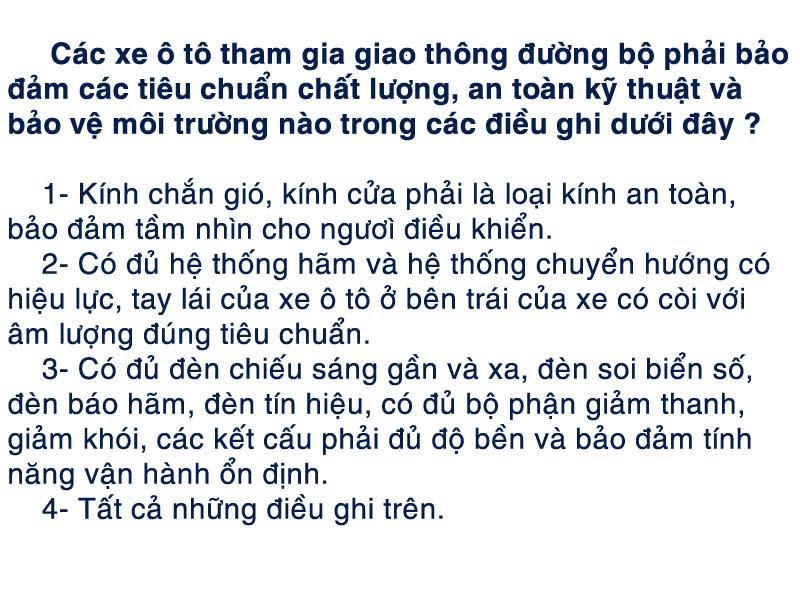 Các xe ô tô tham gia giao thông đường bộ phải bảo
đảm các tiêu chuẩn chất lượng, an toàn kỹ thuật và
bảo vệ môi trường nào trong các điều ghi dưới đây ?
1- Kính chắn gió, kính cửa phải là loại kính an toàn,
bảo đảm tầm nhìn cho ngươì điều khiển.
2- Có đủ hệ thống hãm và hệ thống chuyển hướng có
hiệu lực, tay lái của xe ô tô ở bên trái của xe có còi với
âm lượng đúng tiêu chuẩn.
3- Có đủ đèn chiếu sáng gần và xa, đèn soi biển số,
đèn báo hãm, đèn tín hiệu, có đủ bộ phận giảm thanh,
giảm khói, các kết cấu phải đủ độ bền và bảo đảm tính
năng vận hành ổn định.
4- Tất cả những điều ghi trên.